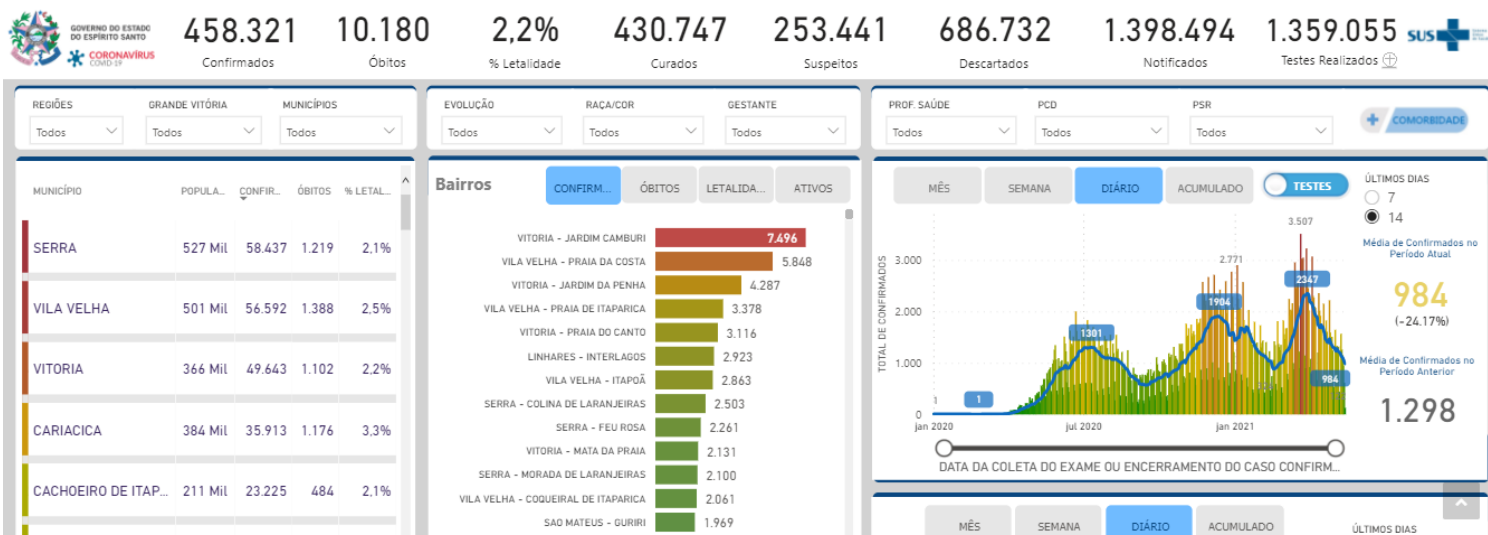 GOVERNO DO ESTADO
DO ESPÍRITO SANTO
CORONAVÍRUS
COVID-19
458.321
Confirmados
10.180
Óbitos
2,2%
% Letalidade
430.747
Curados
253.441
Suspeitos
686.732
Descartados
1.398.494
Notificados
1.359.055
Testes Realizados
SUS
REGIÕES
Todos
GRANDE VITÓRIA
Todos
MUNICÍPIOS
Todos
EVOLUÇÃO
Todos
RAÇA/COR
Todos
GESTANTE
Todos
PROF. SAÚDE
Todos
PCD
Todos
PSR
Todos
COMORBIDADE
MUNICÍPIO POPULA... CONFIR... ÓBITOS % LETAL...
SERRA 527 Mil 58.437 1.219 2,1%
VILA VELHA 501 Mil 56.592 1.388 2,5%
VITORIA 366 Mil 49.643 1.102 2,2%
CARIACICA 384 Mil 35.913 1.176 3,3%
CACHOEIRO DE ITAP... 211 Mil 23.225 484 2,1%
Bairros
CONFIRM... ÓBITOS LETALIDA... ATIVOS
VITORIA - JARDIM CAMBURI 7.496
VILA VELHA - PRAIA DA COSTA 5.848
VITORIA - JARDIM DA PENHA 4.287
VILA VELHA - PRAIA DE ITAPARICA 3.378
VITORIA - PRAIA DO CANTO 3.116
LINHARES - INTERLAGOS 2.923
VILA VELHA - ITAPOÃ 2.863
SERRA - COLINA DE LARANJEIRAS 2.503
SERRA - FEU ROSA 2.261
VITORIA - MATA DA PRAIA 2.131
SERRA - MORADA DE LARANJEIRAS 2.100
VILA VELHA - COQUEIRAL DE ITAPARICA 2.061
SAO MATEUS - GURIRI 1.969
MÊS SEMANA DIÁRIO ACUMULADO TESTES
TOTAL DE CONFIRMADOS
3.000
2.000
1.000
0
3.507
2.771
2347
1904
1301
984
1
1
jan 2020 jul 2020 jan 2021
DATA DA COLETA DO EXAME OU ENCERRAMENTO DO CASO CONFIRM...
ÚLTIMOS DIAS
7
14
Média de Confirmados no
Período Atual
984
(-24.17%)
Média de Confirmados no
Período Anterior
1.298
MÊS SEMANA DIÁRIO ACUMULADO
ÚLTIMOS DIAS